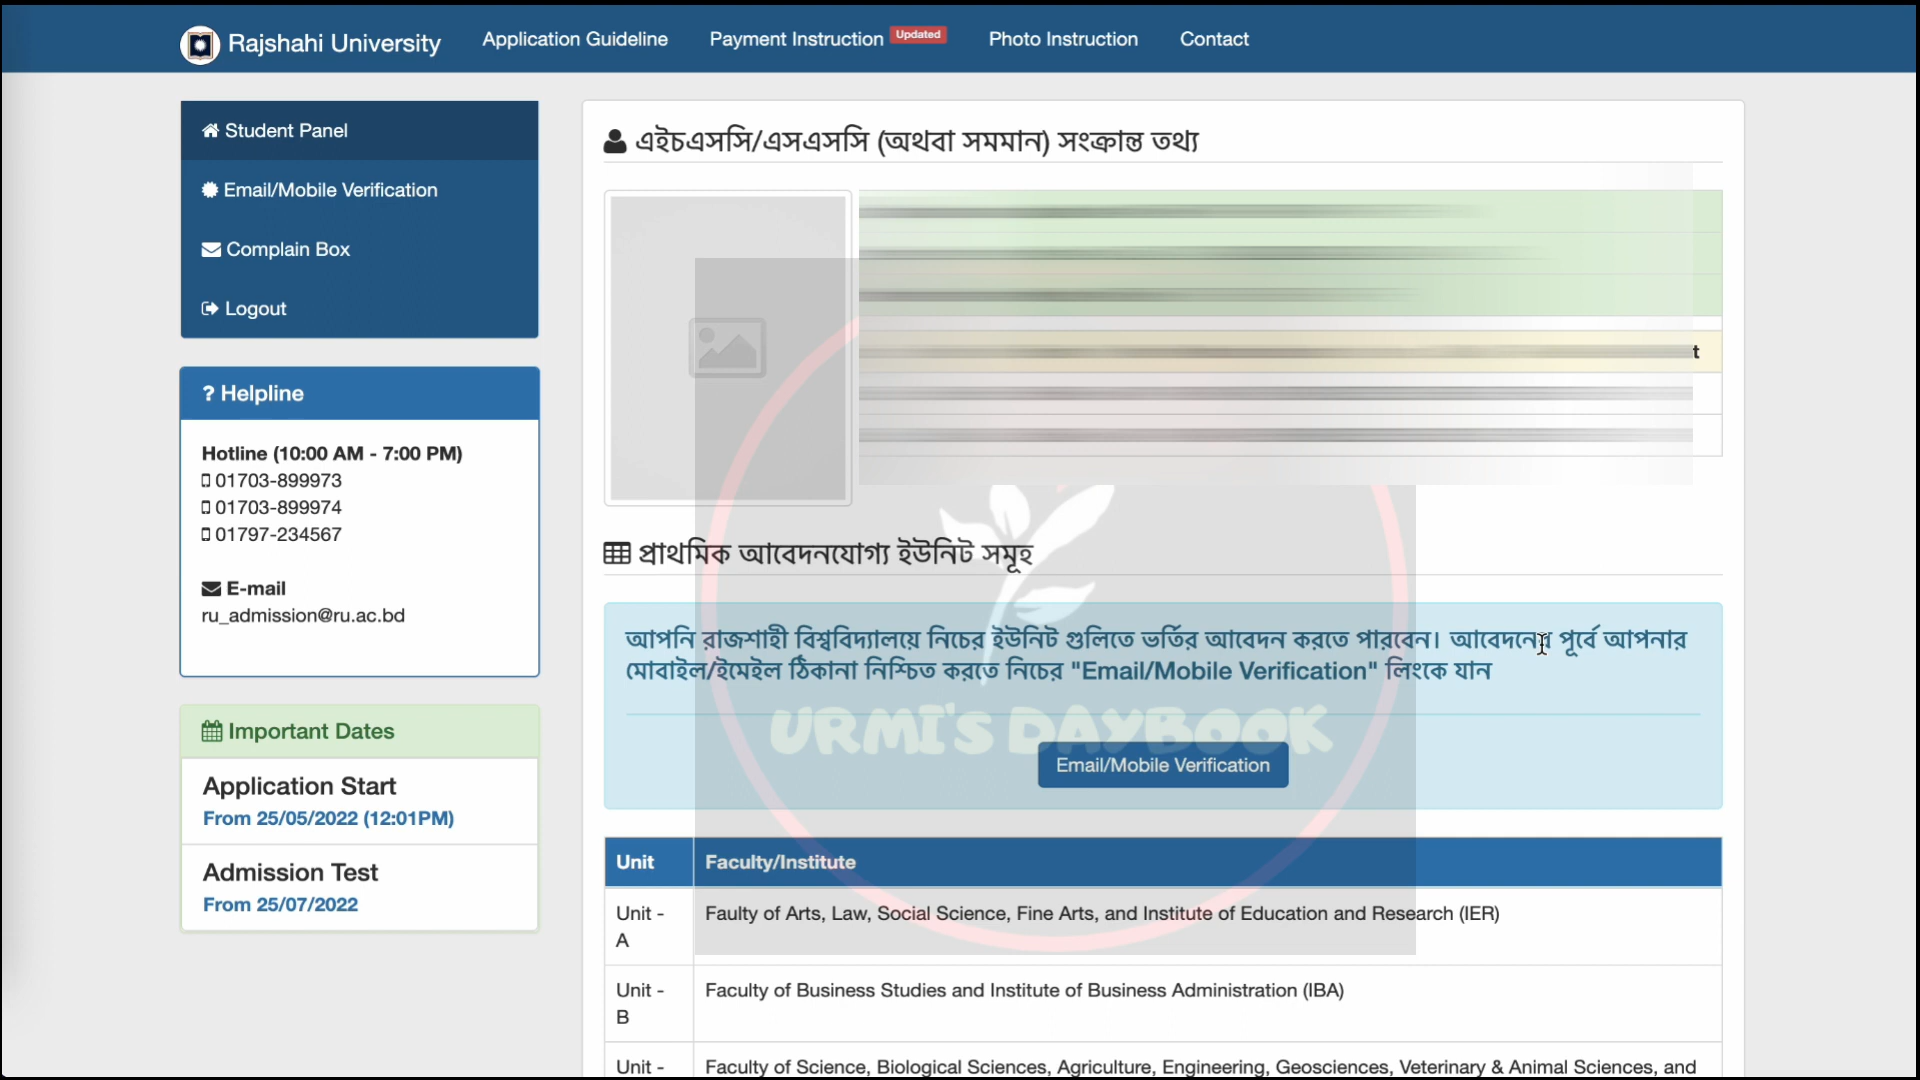 Rajshahi University
Application Guideline
Payment Instruction Updated
Photo Instruction
Contact
Student Panel
Email/Mobile Verification
Complain Box
Logout
? Helpline
Hotline (10:00 AM - 7:00 PM)
01703-899973
01703-899974
01797-234567
E-mail
ru_admission@ru.ac.bd
Important Dates
Application Start
From 25/05/2022 (12:01PM)
Admission Test
From 25/07/2022
এইচএসসি/এসএসসি (অথবা সমমান) সংক্রান্ত তথ্য
t
প্রাথমিক আবেদনযোগ্য ইউনিট সমূহ
আপনি রাজশাহী বিশ্ববিদ্যালয়ে নিচের ইউনিট গুলিতে ভর্তির আবেদন করতে পারবেন। আবেদনের পূর্বে আপনার
মোবাইল/ইমেইল ঠিকানা নিশ্চিত করতে নিচের "Email/Mobile Verification" লিংকে যান
URMI'S DAYBOOK
Email/Mobile Verification
Unit Faculty/Institute
Unit - Faulty of Arts, Law, Social Science, Fine Arts, and Institute of Education and Research (IER)
A
Unit - Faculty of Business Studies and Institute of Business Administration (IBA)
B
Unit - Faculty of Science, Biological Sciences, Agriculture, Engineering, Geosciences, Veterinary & Animal Sciences, and